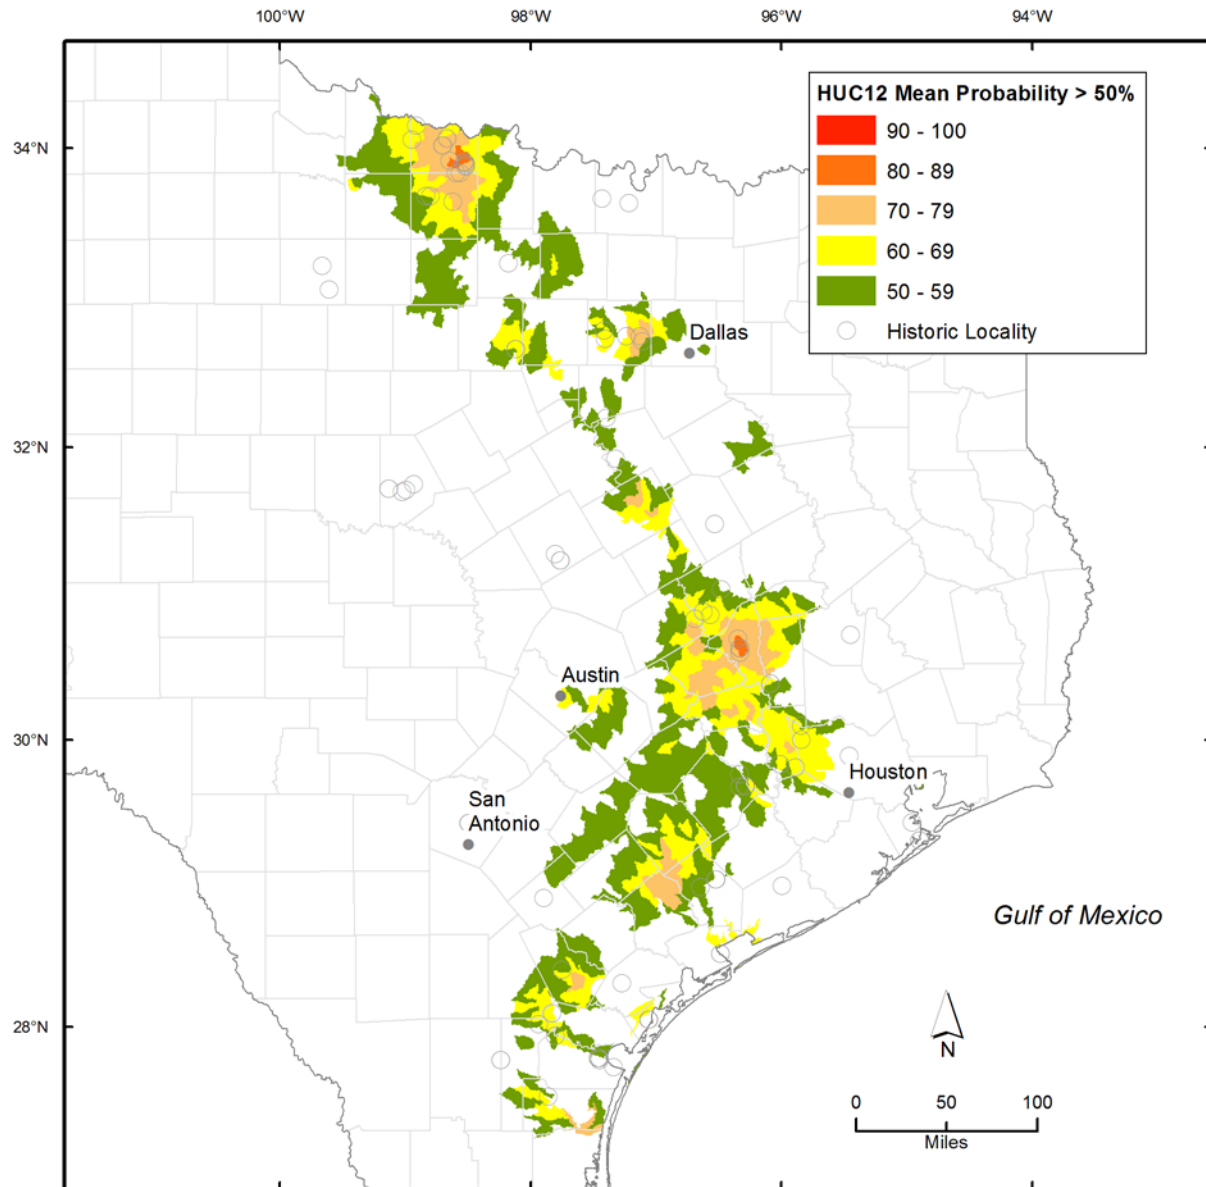 100°W 98°W 96°W 94°W
HUC12 Mean Probability > 50%
90 - 100
80 - 89
70 - 79
60 - 69
50 - 59
Historic Locality
34°N
Dallas
32°N
Austin
30°N
Houston
San
Antonio
Gulf of Mexico
28°N
N
0 50 100
Miles